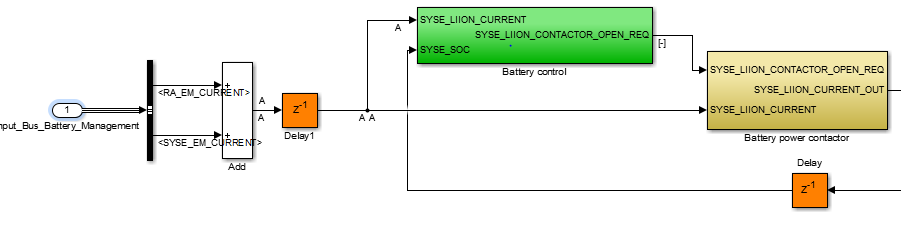 SYSE_LIION_CURRENT
A
SYSE_LIION_CONTACTOR_OPEN_REQ
[-]
SYSE_SOC
Battery control
SYSE_LIION_CONTACTOR_OPEN_REQ
SYSE_LIION_CURRENT_OUT
SYSE_LIION_CURRENT
Battery power contactor
<RA_EM_CURRENT>
+
A
A
1
z-1
A A
nput_Bus_Battery_Management
+
<SYSE_EM_CURRENT>
Delay1
Add
Delay
z-1